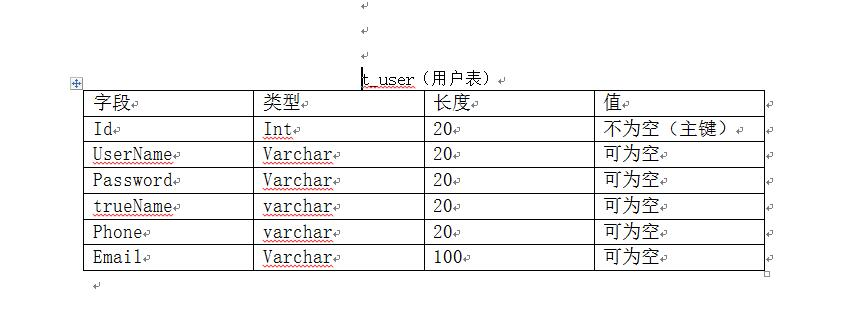 t_user（用户表）
字段 类型 长度 值
Id Int 20 不为空（主键）
UserName Varchar 20 可为空
Password Varchar 20 可为空
trueName varchar 20 可为空
Phone varchar 20 可为空
Email Varchar 100 可为空